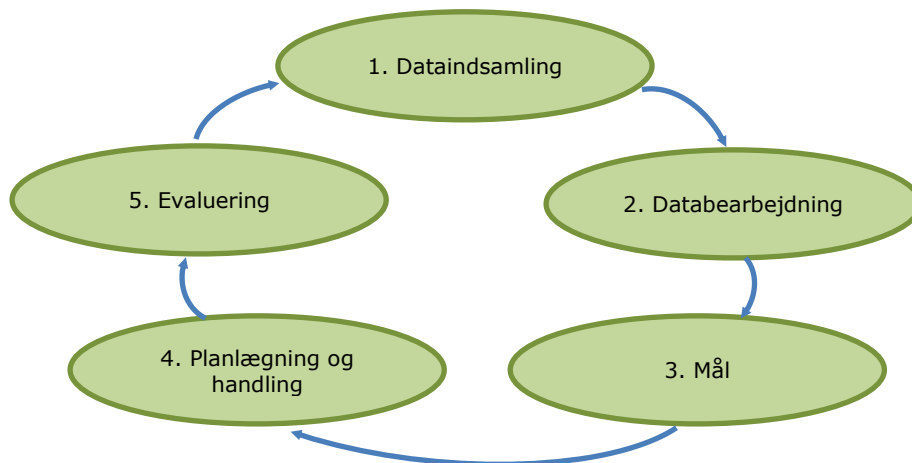 1. Dataindsamling
2. Databearbejdning
3. Mål
4. Planlægning og
handling
5. Evaluering